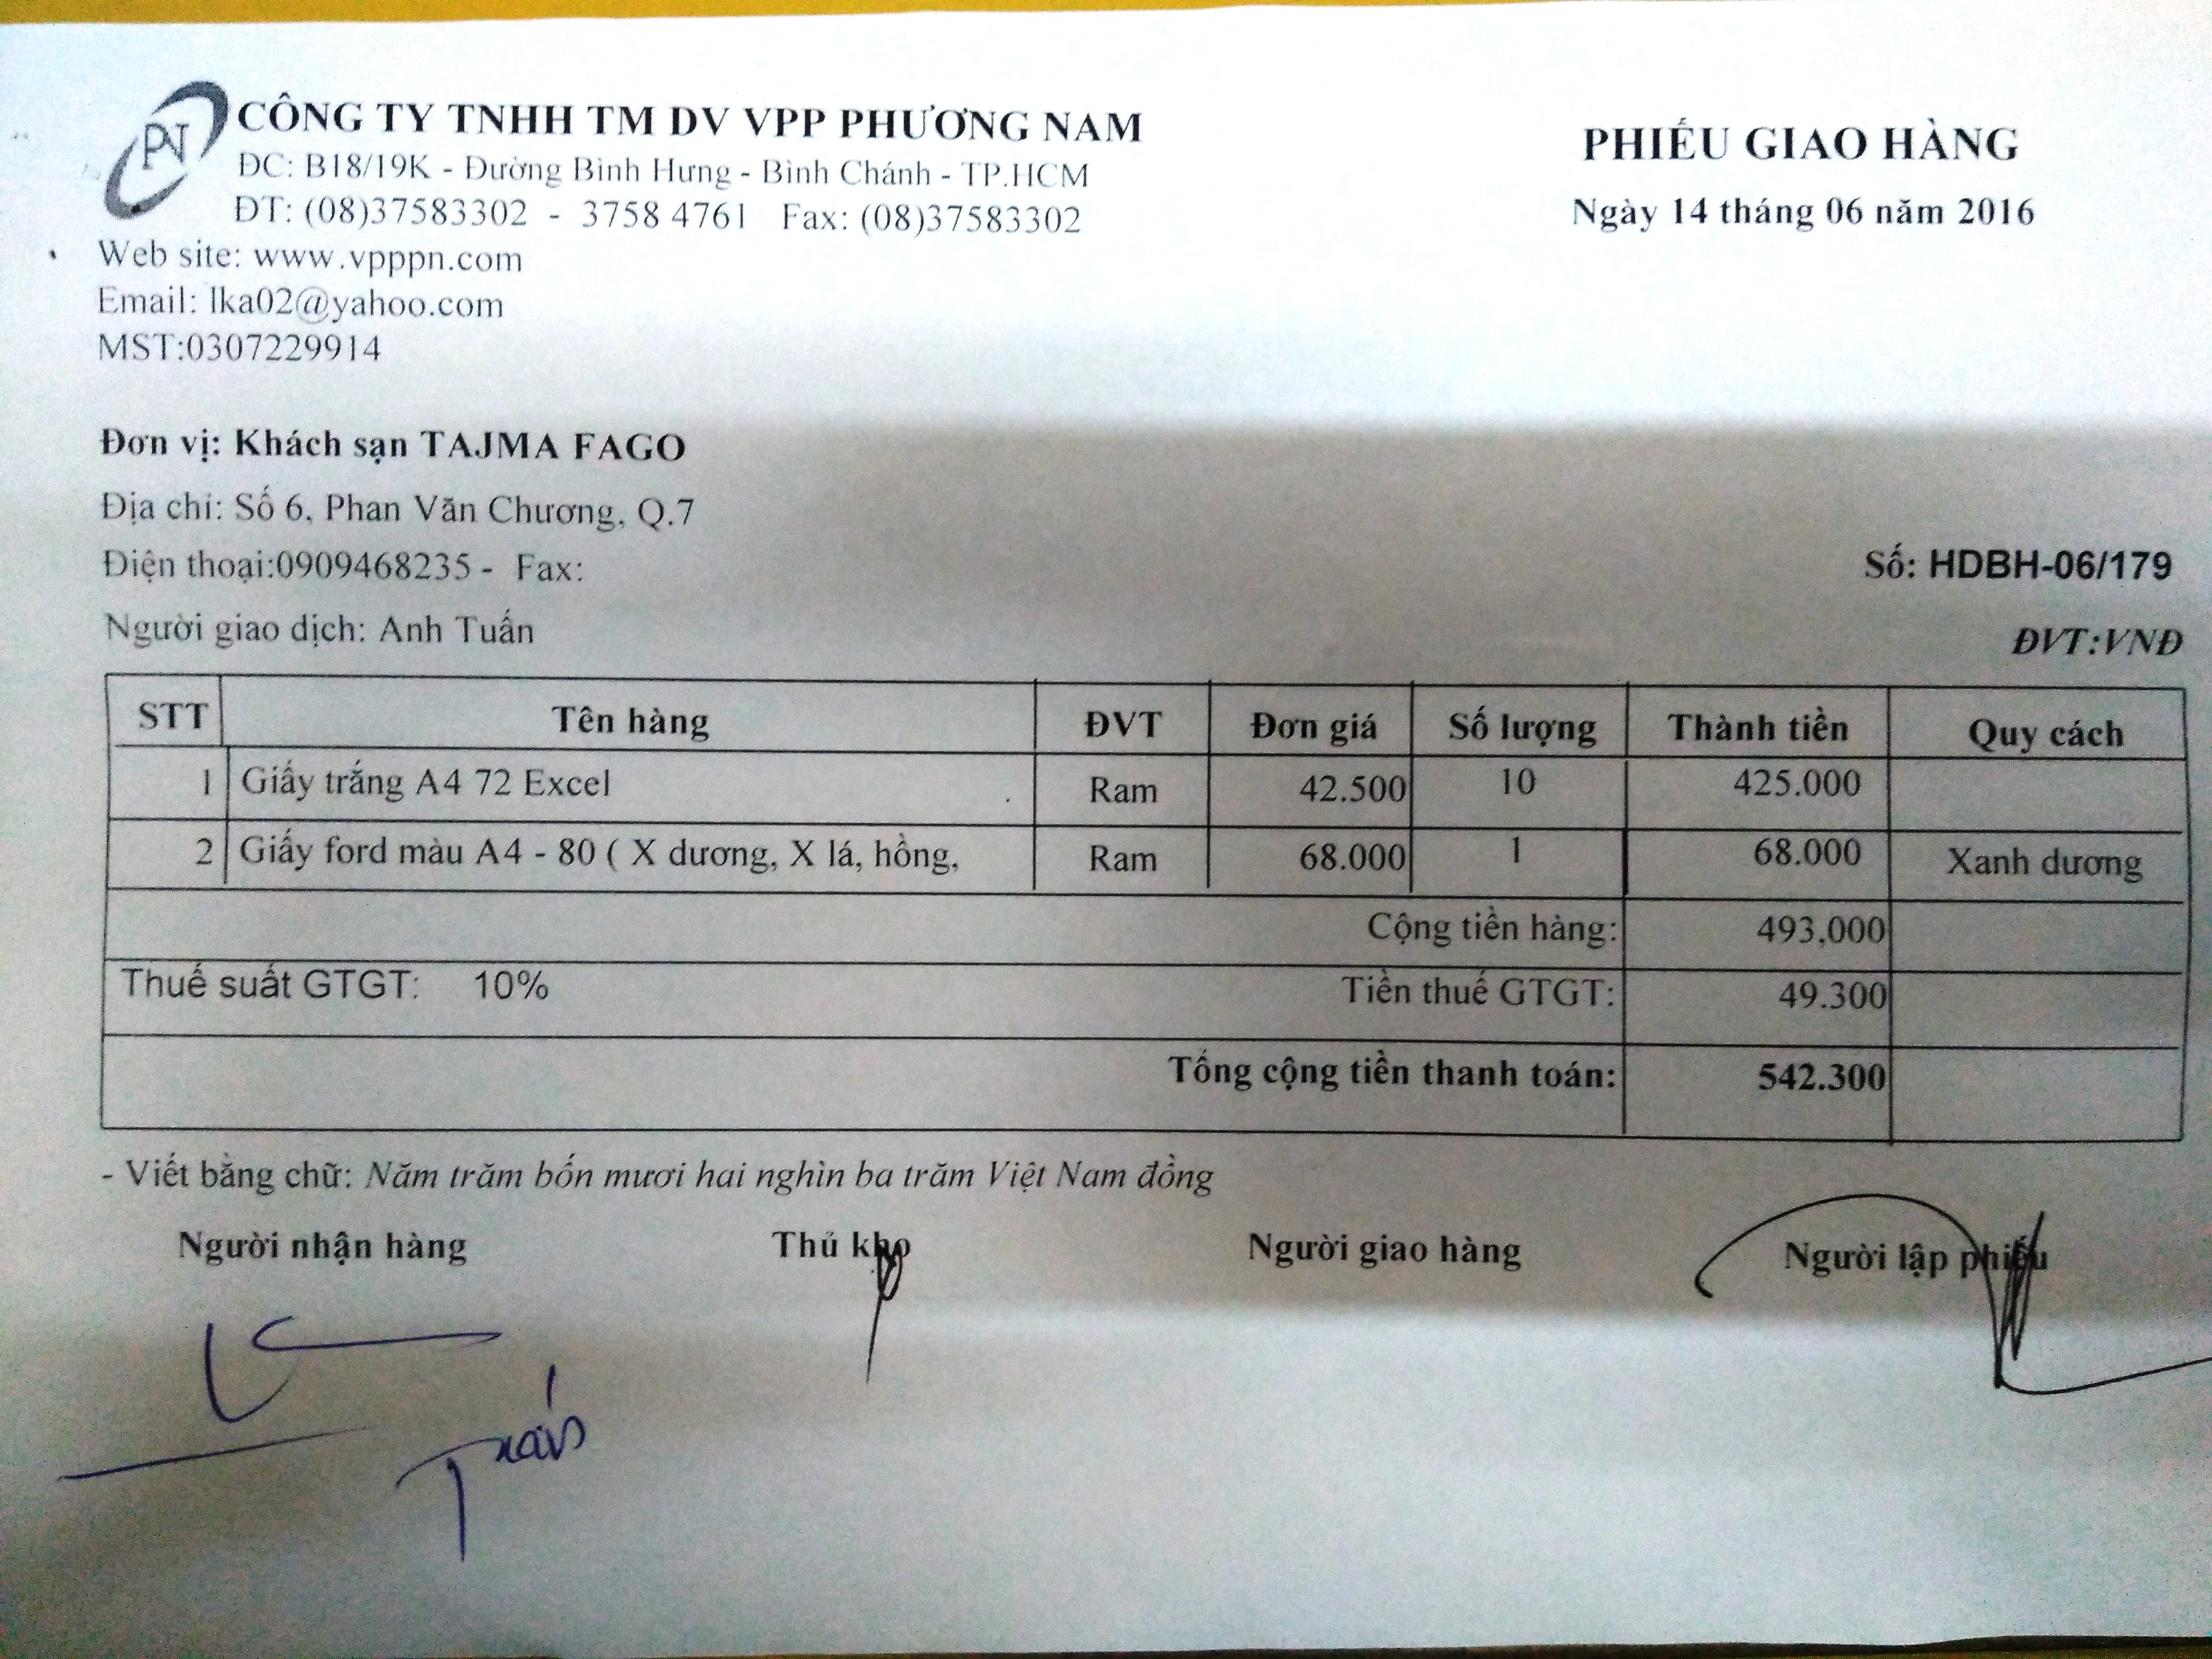 PN
CÔNG TY TNHH TM DV VPP PHƯƠNG NAM
ĐC: B18/19K - Đường Bình Hưng - Bình Chánh - TP.HCM
ĐT: (08)37583302 - 3758 4761 Fax: (08)37583302
Web site: www.vpppn.com
Email: lka02@yahoo.com
MST:0307229914
PHIẾU GIAO HÀNG
Ngày 14 tháng 06 năm 2016
Đơn vị: Khách sạn TAJMA FAGO
Địa chỉ: Số 6, Phan Văn Chương, Q.7
Điện thoại:0909468235 - Fax:
Số: HDBH-06/179
Người giao dịch: Anh Tuấn
ĐVT:VNĐ
STT Tên hàng ĐVT Đơn giá Số lượng Thành tiền Quy cách
1 Giấy trắng A4 72 Excel Ram 42.500 10 425.000
2 Giấy ford màu A4 - 80 ( X dương, X lá, hồng, Ram 68.000 1 68.000 Xanh dương
Cộng tiền hàng: 493,000
Thuế suất GTGT: 10% Tiền thuế GTGT: 49.300
Tổng cộng tiền thanh toán: 542.300
- Viết bằng chữ: Năm trăm bốn mươi hai nghìn ba trăm Việt Nam đồng
Người nhận hàng Thủ kho Người giao hàng Người lập phiếu